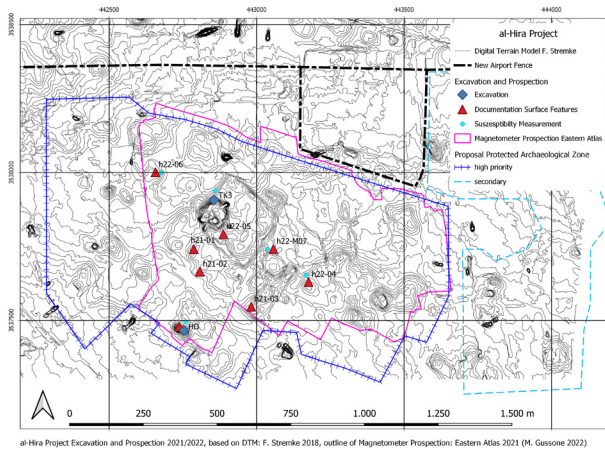 442500
443000
443500
444000
3538500
3538000
3537500
al-Hira Project
Digital Terrain Model F. Stremke
New Airport Fence
Excavation and Prospection
Excavation
Documentation Surface Features
Suszeptibilty Measurement
Magnetometer Prospection Eastern Atlas
Proposal Protected Archaeological Zone
high priority
secondary
h22-06
TK3
h22-05
h21-01
h22-M07
h21-02
h22-04
h21-03
HI3
0 250 500 750 1.000 1.250 1.500 m
al-Hira Project Excavation and Prospection 2021/2022, based on DTM: F. Stremke 2018, outline of Magnetometer Prospection: Eastern Atlas 2021 (M. Gussone 2022)